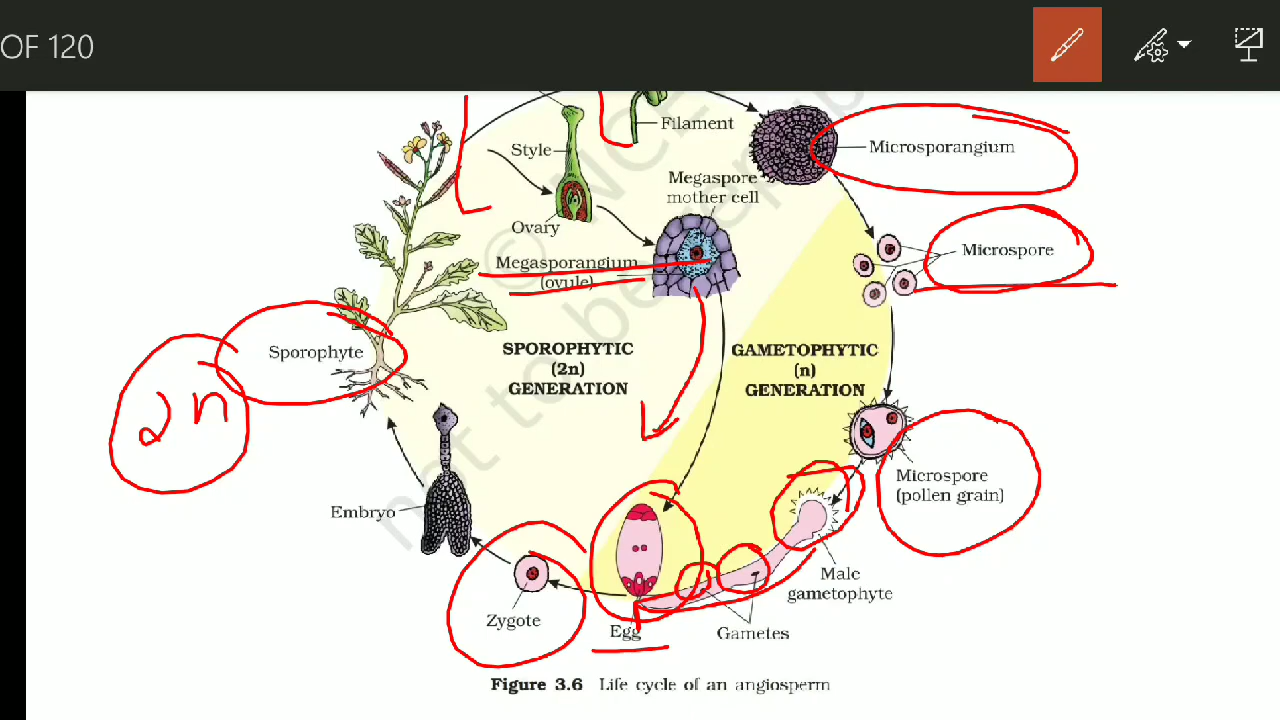 OF 120
Filament
Style
Microsporangium
Megaspore
mother cell
Ovary
Microspore
Megasporangium
(ovule)
Sporophyte
SPOROPHYTIC
(2n)
GENERATION
GAMETOPHYTIC
(n)
GENERATION
2n
Microspore
(pollen grain)
Embryo
Male
gametophyte
Zygote
Egg
Gametes
Figure 3.6 Life cycle of an angiosperm